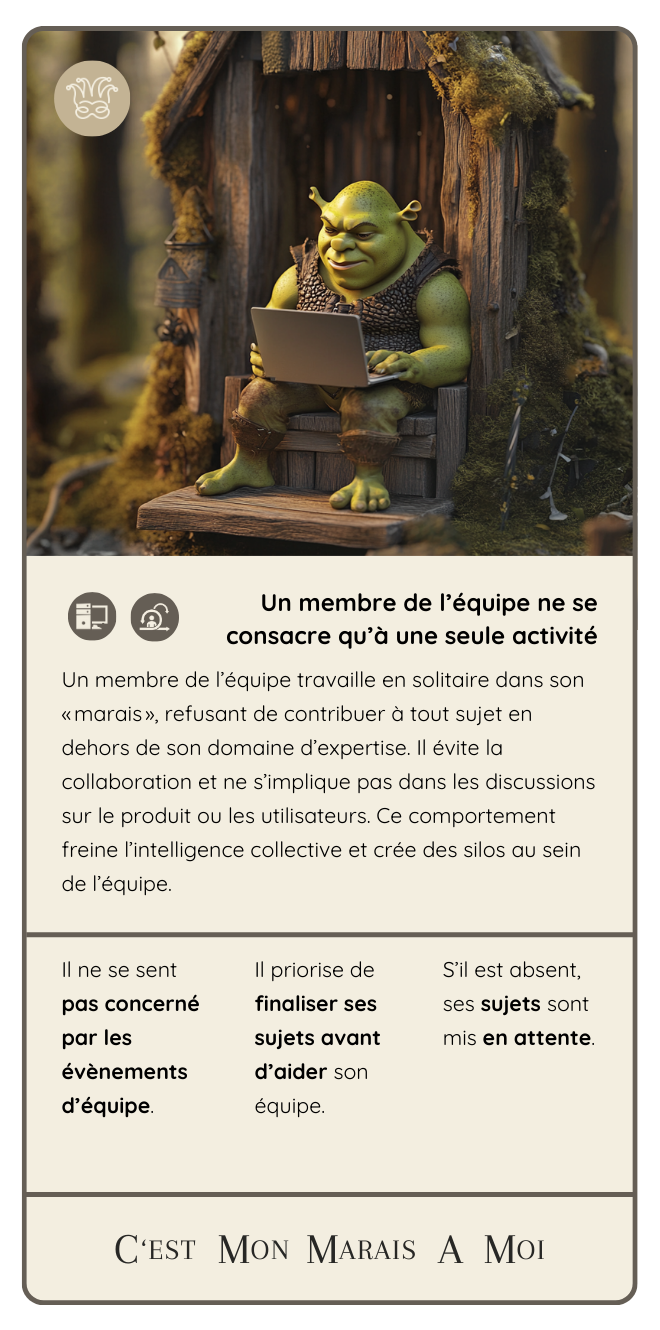 Un membre de l’équipe ne se
consacre qu’à une seule activité
Un membre de l’équipe travaille en solitaire dans son
« marais », refusant de contribuer à tout sujet en
dehors de son domaine d’expertise. Il évite la
collaboration et ne s’implique pas dans les discussions
sur le produit ou les utilisateurs. Ce comportement
freine l’intelligence collective et crée des silos au sein
de l’équipe.
Il ne se sent
pas concerné
par les
évènements
d’équipe.
Il priorise de
finaliser ses
sujets avant
d’aider son
équipe.
S’il est absent,
ses sujets sont
mis en attente.
C‘est Mon Marais A Moi